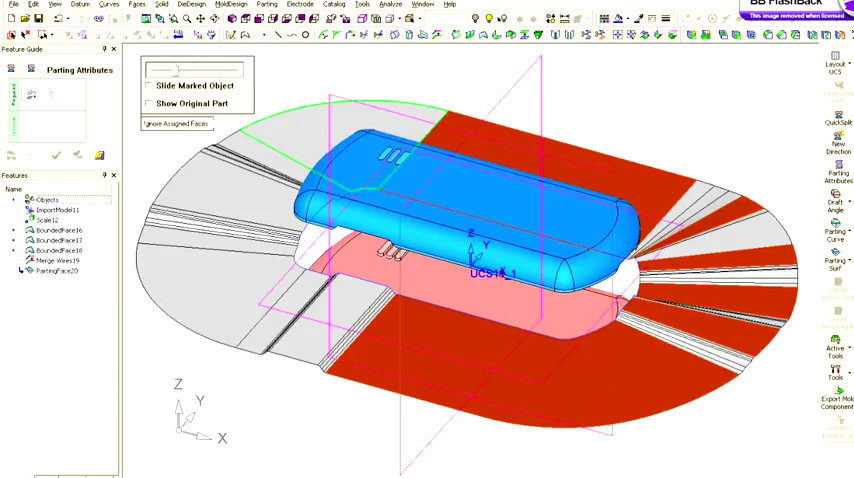 BB FlashBack
This image removed when licensed
File Edit View Datum Curves Faces Solid DieDesign MoldDesign Parting Electrode Catalog Tools Analyze Window Help
Feature Guide
Parting Attributes
Required
Optional
Slide Marked Object
Show Original Part
Ignore Assigned Faces
Features
Name
Objects
ImportModel11
Scale12
BoundedFace16
BoundedFace17
BoundedFace18
Merge Wires19
PartingFace20
Z
Y
X
Z
Y
X
Layout
UCS
QuickSplit
New
Direction
Parting
Attributes
Draft
Angle
Parting
Curve
Parting
Surf
Active
Tools
Tools
Export Mold
Component